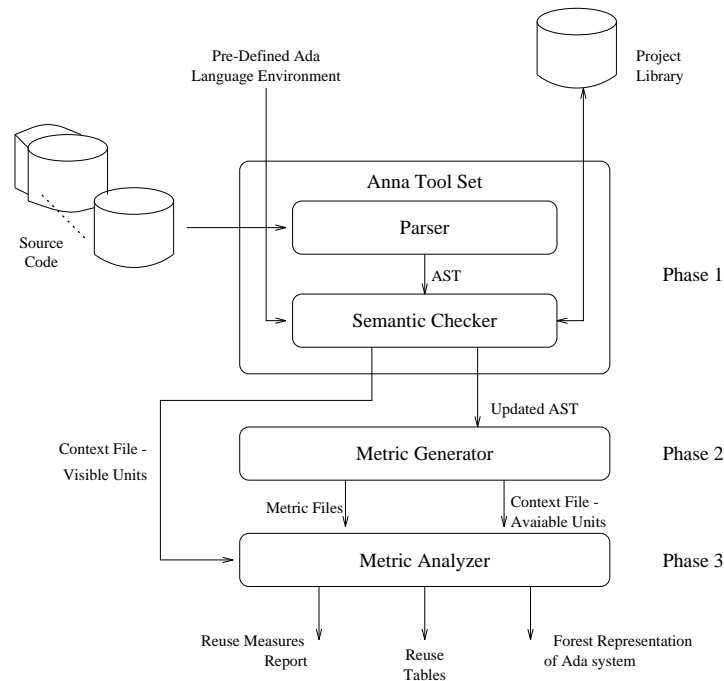 Pre-Defined Ada
Language Environment
Project
Library
Anna Tool Set
Source
Code
Parser
AST
Phase 1
Semantic Checker
Updated AST
Context File -
Visible Units
Metric Generator
Phase 2
Metric Files
Context File -
Avaiable Units
Metric Analyzer
Phase 3
Reuse Measures
Report
Reuse
Tables
Forest Representation
of Ada system